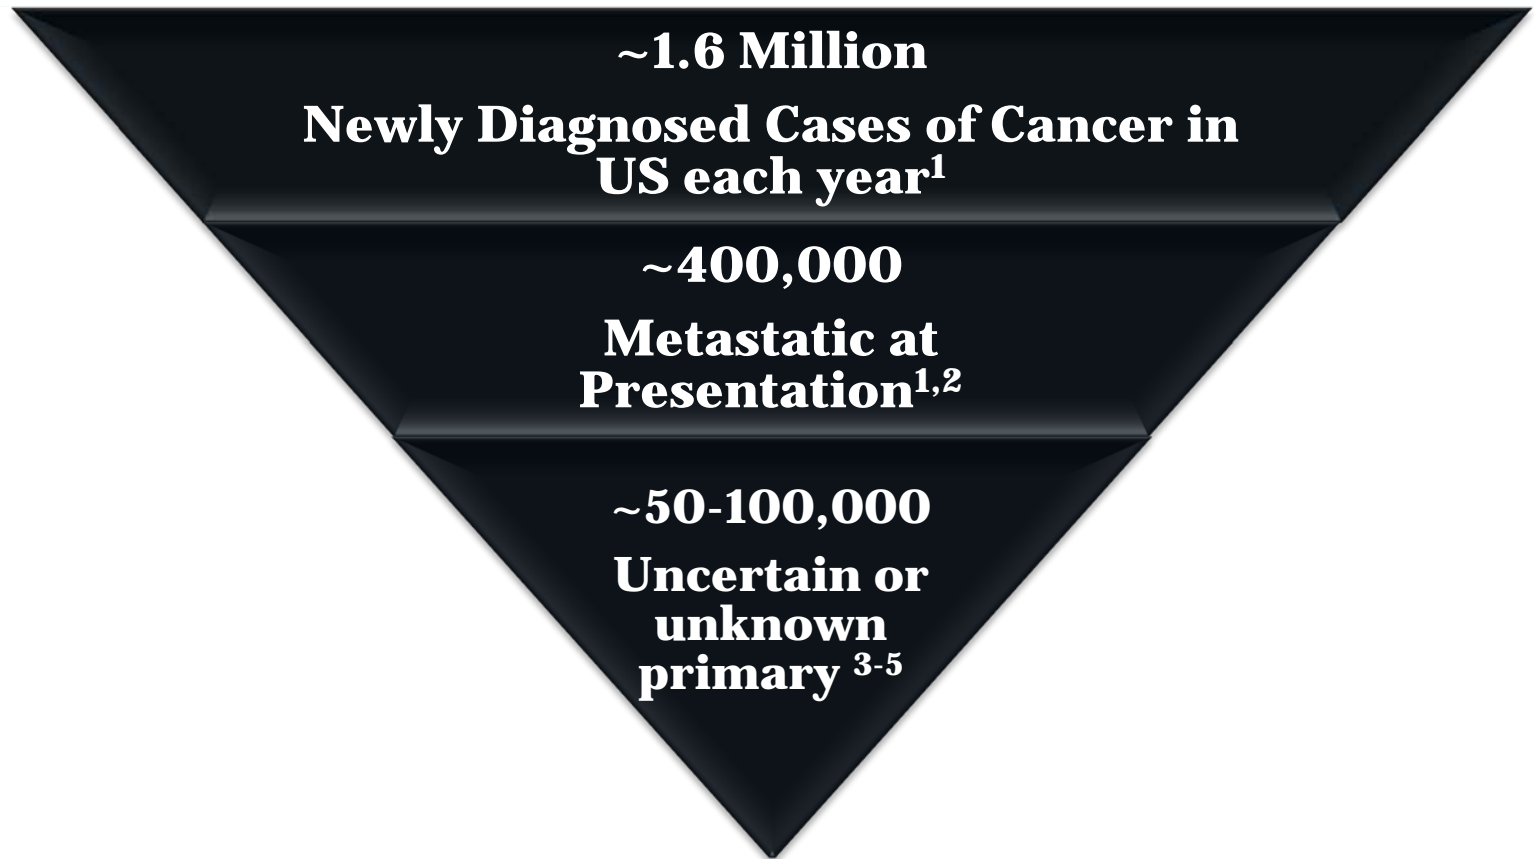 ~1.6 Million
Newly Diagnosed Cases of Cancer in
US each year¹
~400,000
Metastatic at
Presentation¹,²
~50-100,000
Uncertain or
unknown
primary ³⁻⁵